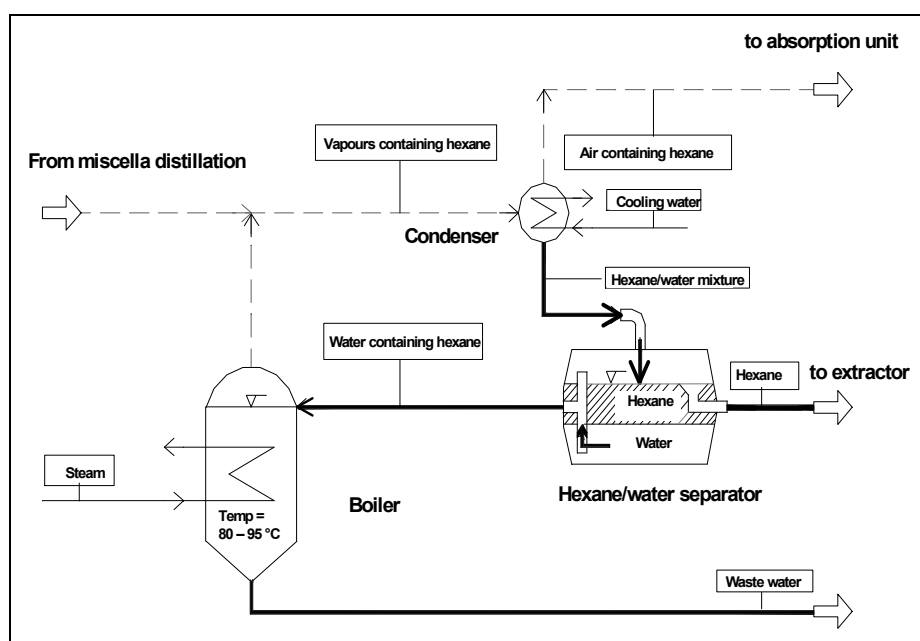 to absorption unit
Vapours containing hexane
Air containing hexane
From miscella distillation
Cooling water
Condenser
Hexane/water mixture
Water containing hexane
Hexane
to extractor
Hexane
Water
Steam
Boiler
Hexane/water separator
Temp =
80 – 95 °C
Waste water